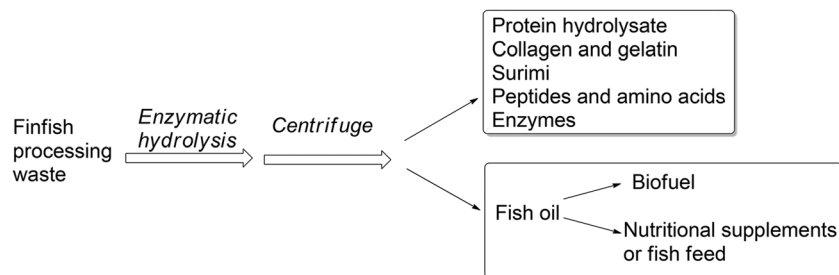 Finfish
processing
waste
Enzymatic
hydrolysis
Centrifuge
Protein hydrolysate
Collagen and gelatin
Surimi
Peptides and amino acids
Enzymes
Fish oil
Biofuel
Nutritional supplements
or fish feed